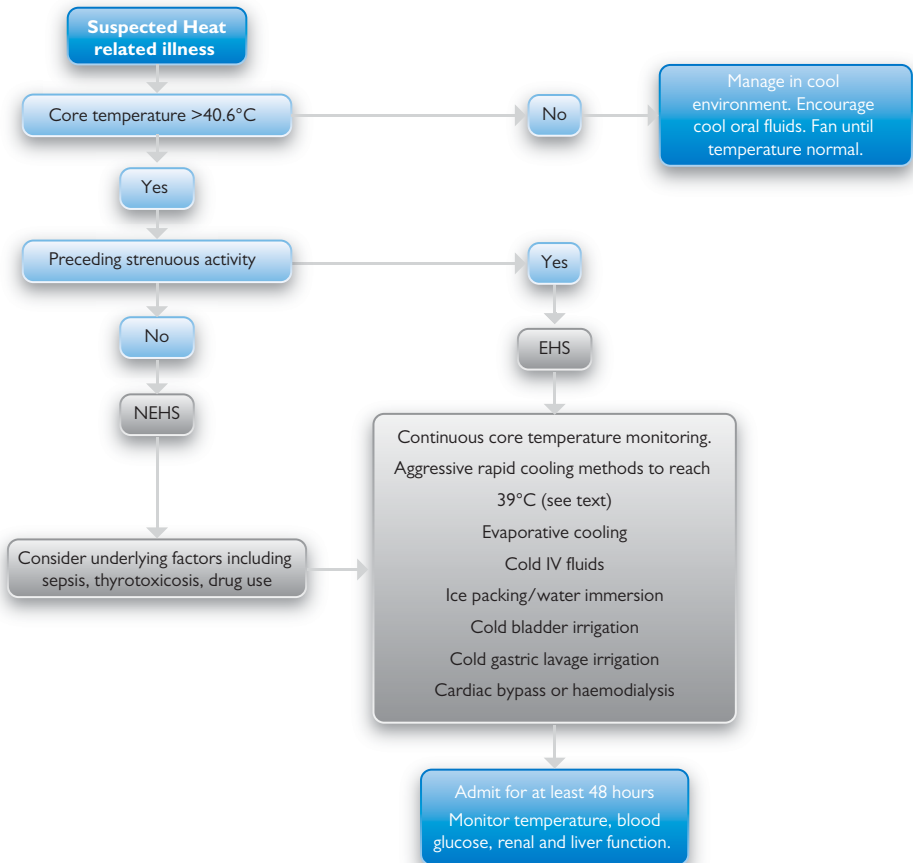 Suspected Heat
related illness
Core temperature >40.6°C
No
Manage in cool
environment. Encourage
cool oral fluids. Fan until
temperature normal.
Yes
Preceding strenuous activity
Yes
No
EHS
NEHS
Continuous core temperature monitoring.
Aggressive rapid cooling methods to reach
39°C (see text)
Evaporative cooling
Cold IV fluids
Ice packing/water immersion
Cold bladder irrigation
Cold gastric lavage irrigation
Cardiac bypass or haemodialysis
Consider underlying factors including
sepsis, thyrotoxicosis, drug use
Admit for at least 48 hours
Monitor temperature, blood
glucose, renal and liver function.